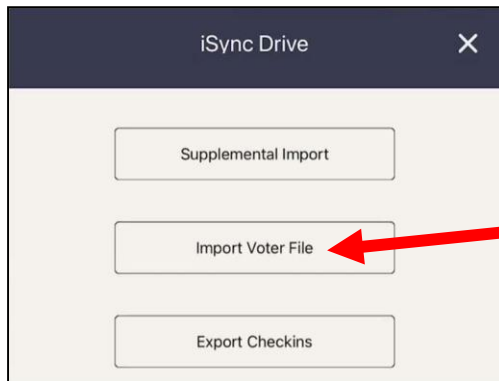 iSync Drive
Supplemental Import
Import Voter File
Export Checkins